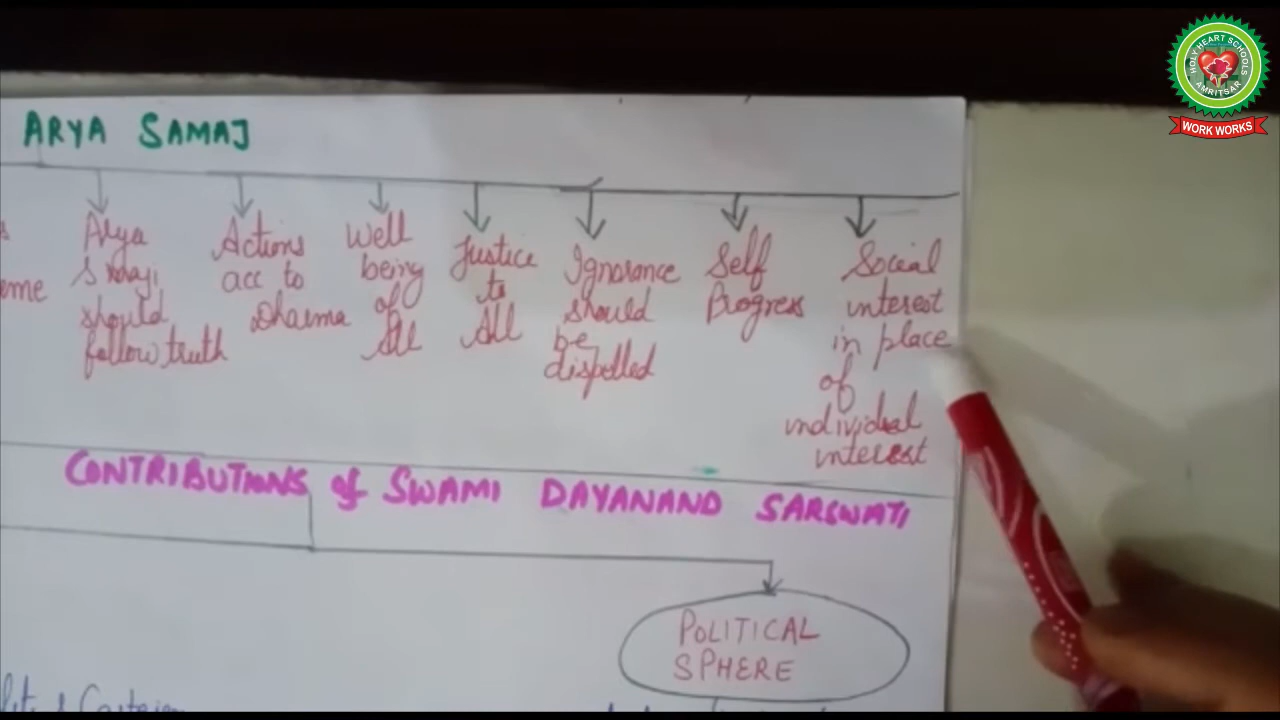 ARYA SAMAJ
Arya
Smaji
should
follow truth
Actions
acc to
Dharma
Well
being
of
All
Justice
to
All
Ignorance
should
be
dispelled
Self
Progress
Social
interest
in place
of
individual
interest
CONTRIBUTIONS of SWAMI DAYANAND SARSWATI
POLITICAL
SPHERE
HOLY HEART SCHOOLS
AMRITSAR
WORK WORKS